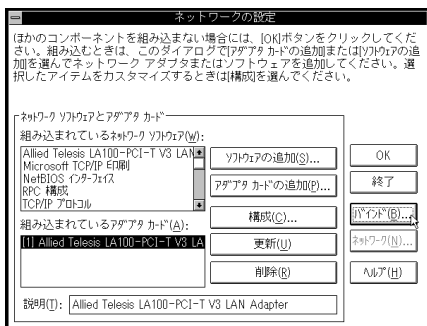 ネットワークの設定
ほかのコンポーネントを組み込まない場合には、[OK]ボタンをクリックしてくだ
さい。組み込むときは、このダイアログで[アダプタ カードの追加]または[ソフトウェアの追
加]を選んでネットワーク アダプタまたはソフトウェアを追加してください。選
択したアイテムをカスタマイズするときは[構成]を選んでください。
ネットワーク ソフトウェアとアダプタ カード
組み込まれているネットワーク ソフトウェア(W):
Allied Telesis LA100-PCI-T V3 LAN
Microsoft TCP/IP 印刷
NetBIOS インターフェイス
RPC 構成
TCP/IP プロトコル
組み込まれているアダプタ カード(A):
[1] Allied Telesis LA100-PCI-T V3 LA
ソフトウェアの追加(S)...
アダプタ カードの追加(P)...
構成(C)...
更新(U)
削除(R)
OK
終了
バインド(B)...
ネットワーク(N)...
ヘルプ(H)
説明(T): Allied Telesis LA100-PCI-T V3 LAN Adapter